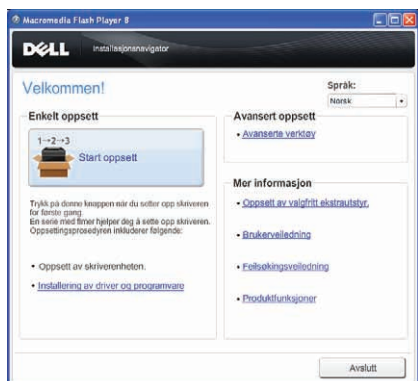 Macromedia Flash Player 8
DELL
Installasjonsnavigator
Velkommen!
Språk:
Norsk
Enkelt oppsett
1→2→3
Start oppsett
Trykk på denne knappen når du setter opp skriveren
for første gang.
En serie med filmer hjelper deg å sette opp skriveren.
Oppsettingsprosedyren inkluderer følgende:
• Oppsett av skriverenheten.
• Installering av driver og programvare
Avansert oppsett
• Avanserte verktøy
Mer informasjon
• Oppsett av valgfritt ekstrautstyr.
• Brukerveiledning
• Feilsøkingsveiledning
• Produktfunksjoner
Avslutt